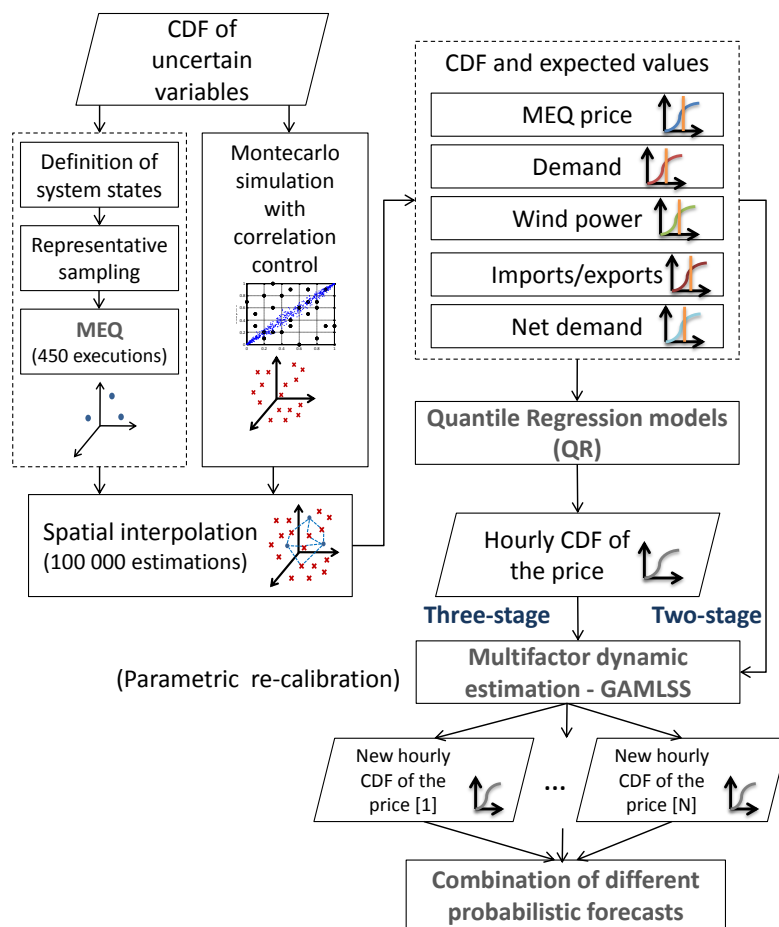 CDF of
uncertain
variables
Definition of
system states
Representative
sampling
MEQ
(450 executions)
Montecarlo
simulation
with
correlation
control
Spatial interpolation
(100 000 estimations)
CDF and expected values
MEQ price
Demand
Wind power
Imports/exports
Net demand
Quantile Regression models
(QR)
Hourly CDF of
the price
Three-stage
Two-stage
(Parametric re-calibration)
Multifactor dynamic
estimation - GAMLSS
New hourly
CDF of the
price [1]
...
New hourly
CDF of the
price [N]
Combination of different
probabilistic forecasts